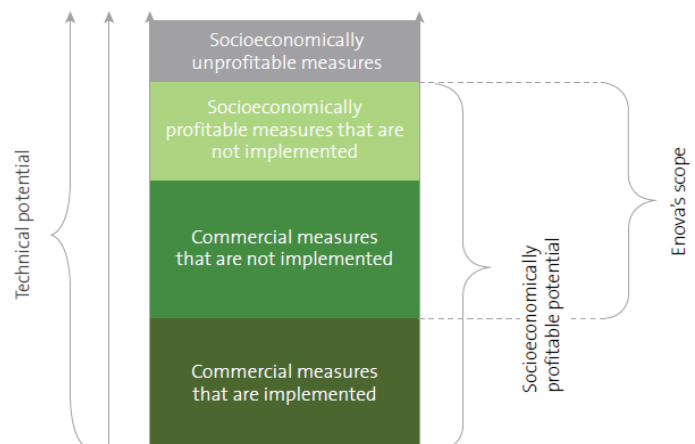 Socioeconomically
unprofitable measures
Socioeconomically
profitable measures that are
not implemented
Commercial measures
that are not implemented
Commercial measures
that are implemented
Technical potential
Socioeconomically
profitable potential
Enova's scope